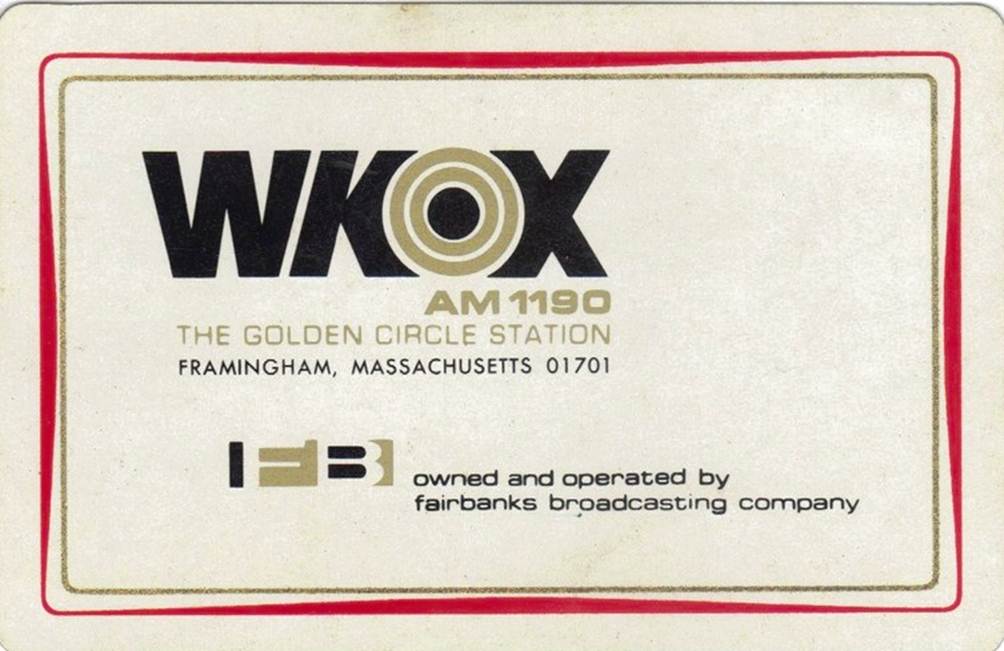 WKOX
AM 1190
THE GOLDEN CIRCLE STATION
FRAMINGHAM, MASSACHUSETTS 01701
FB
owned and operated by
fairbanks broadcasting company